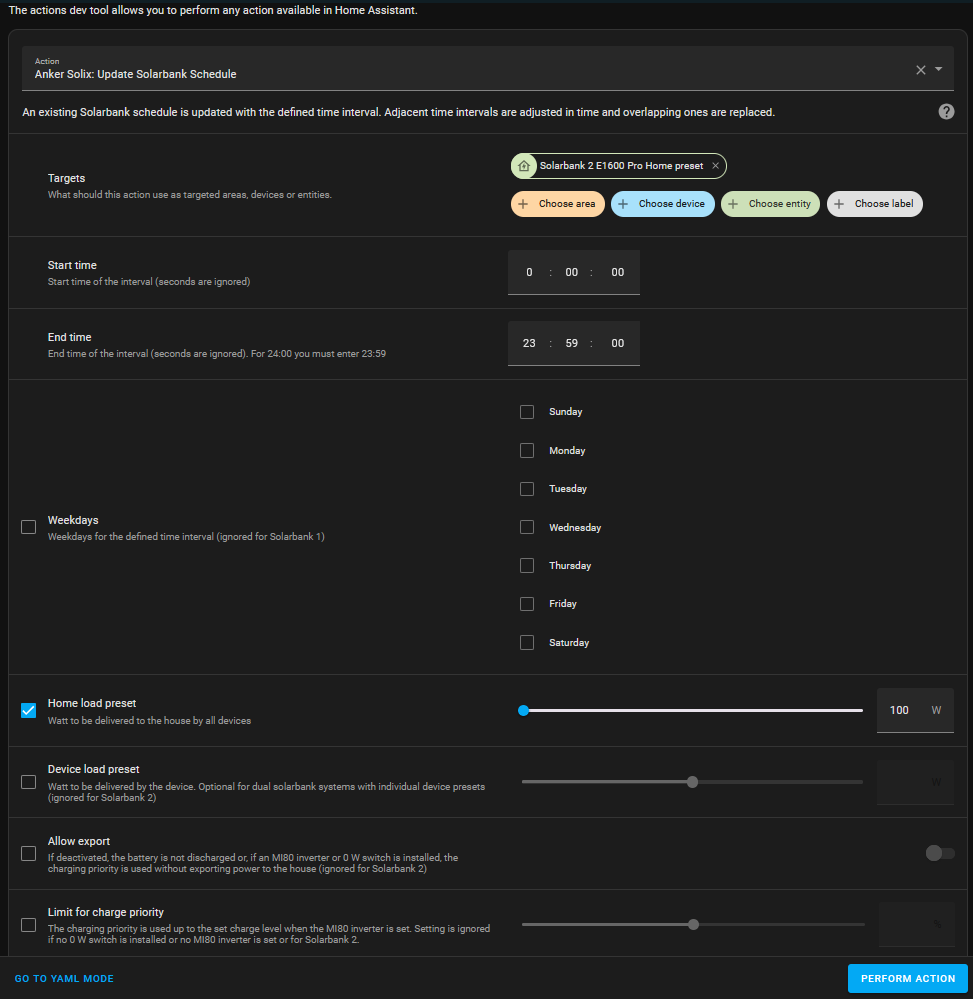 The actions dev tool allows you to perform any action available in Home Assistant.
Action
Anker Solix: Update Solarbank Schedule
An existing Solarbank schedule is updated with the defined time interval. Adjacent time intervals are adjusted in time and overlapping ones are replaced.
Targets
What should this action use as targeted areas, devices or entities.
Solarbank 2 E1600 Pro Home preset
Choose area
Choose device
Choose entity
Choose label
Start time
Start time of the interval (seconds are ignored)
0 : 00 : 00
End time
End time of the interval (seconds are ignored). For 24:00 you must enter 23:59
23 : 59 : 00
Weekdays
Weekdays for the defined time interval (ignored for Solarbank 1)
Sunday
Monday
Tuesday
Wednesday
Thursday
Friday
Saturday
Home load preset
Watt to be delivered to the house by all devices
100 W
Device load preset
Watt to be delivered by the device. Optional for dual solarbank systems with individual device presets
(ignored for Solarbank 2)
W
Allow export
If deactivated, the battery is not discharged or, if an MI80 inverter or 0 W switch is installed, the
charging priority is used without exporting power to the house (ignored for Solarbank 2)
Limit for charge priority
The charging priority is used up to the set charge level when the MI80 inverter is set. Setting is ignored
if no 0 W switch is installed or no MI80 inverter is set or for Solarbank 2.
%
GO TO YAML MODE
PERFORM ACTION